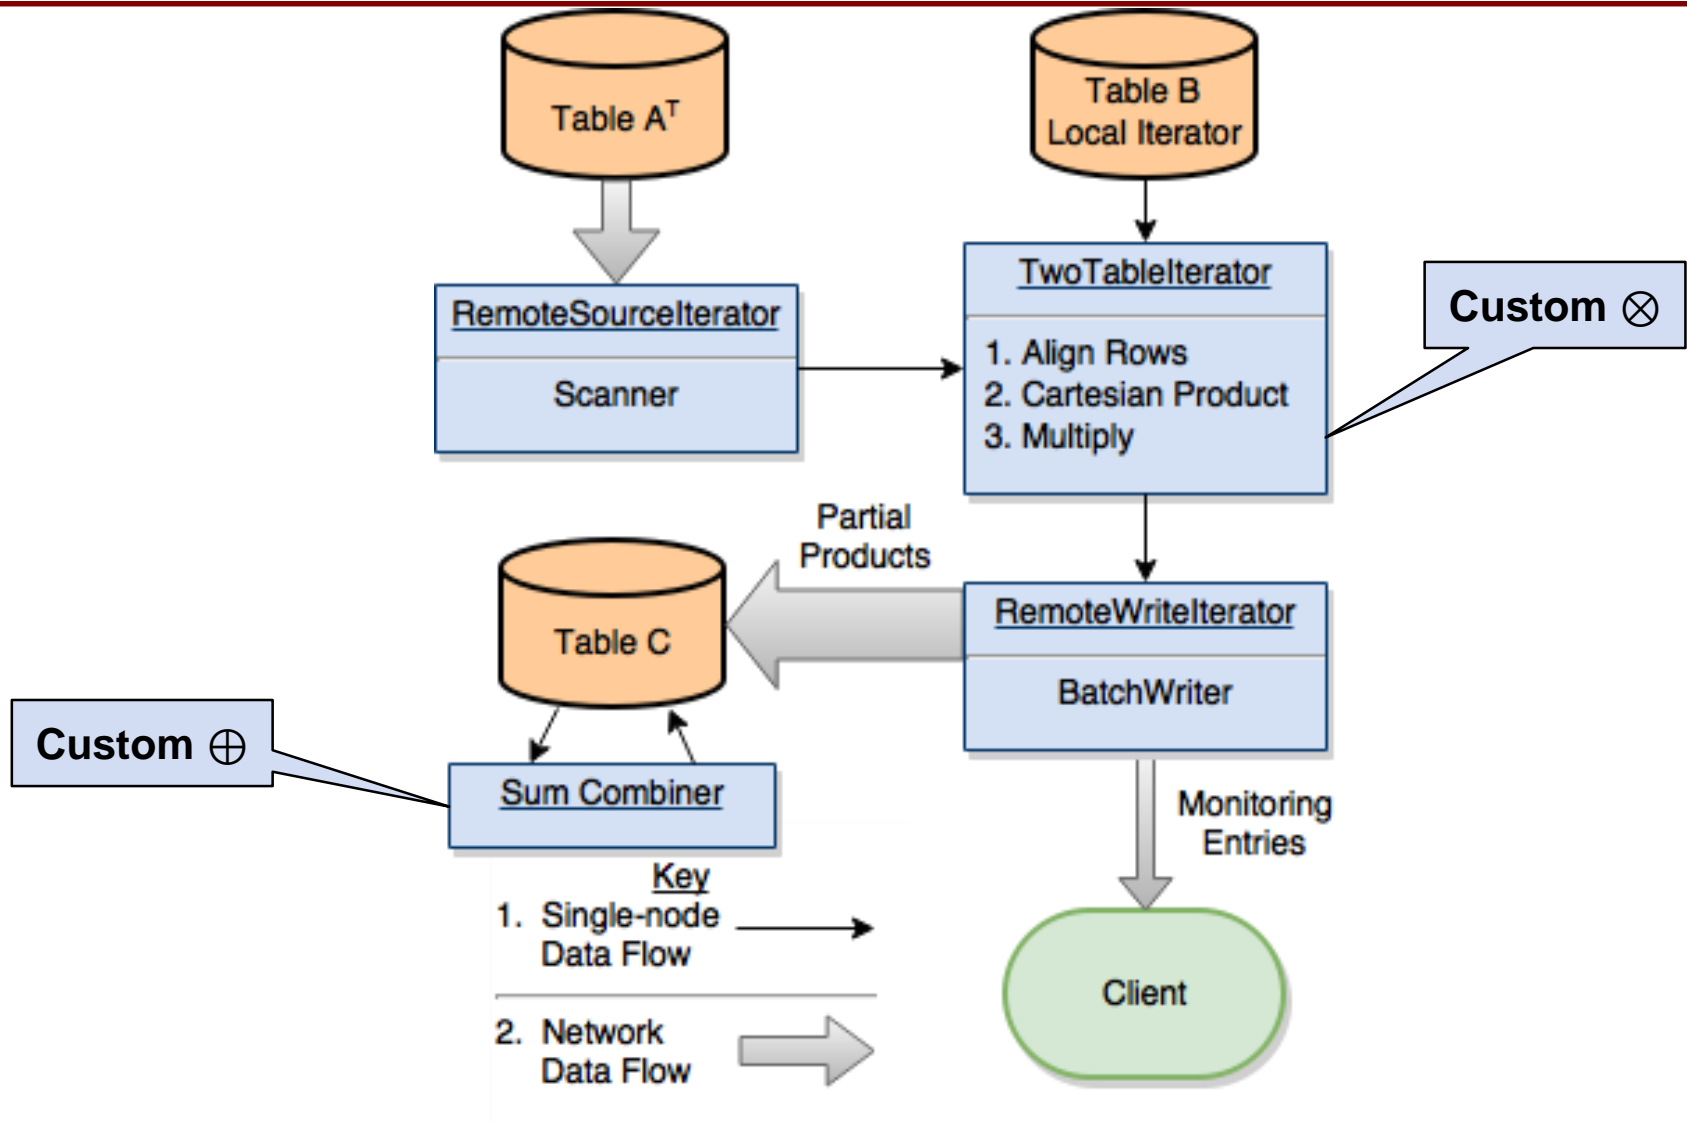 Table Aᵀ
Table B
Local Iterator
TwoTableIterator
1. Align Rows
2. Cartesian Product
3. Multiply
Custom ⊗
RemoteSourceIterator
Scanner
Partial
Products
Table C
RemoteWriteIterator
BatchWriter
Custom ⊕
Sum Combiner
Monitoring
Entries
Key
1. Single-node
Data Flow
2. Network
Data Flow
Client